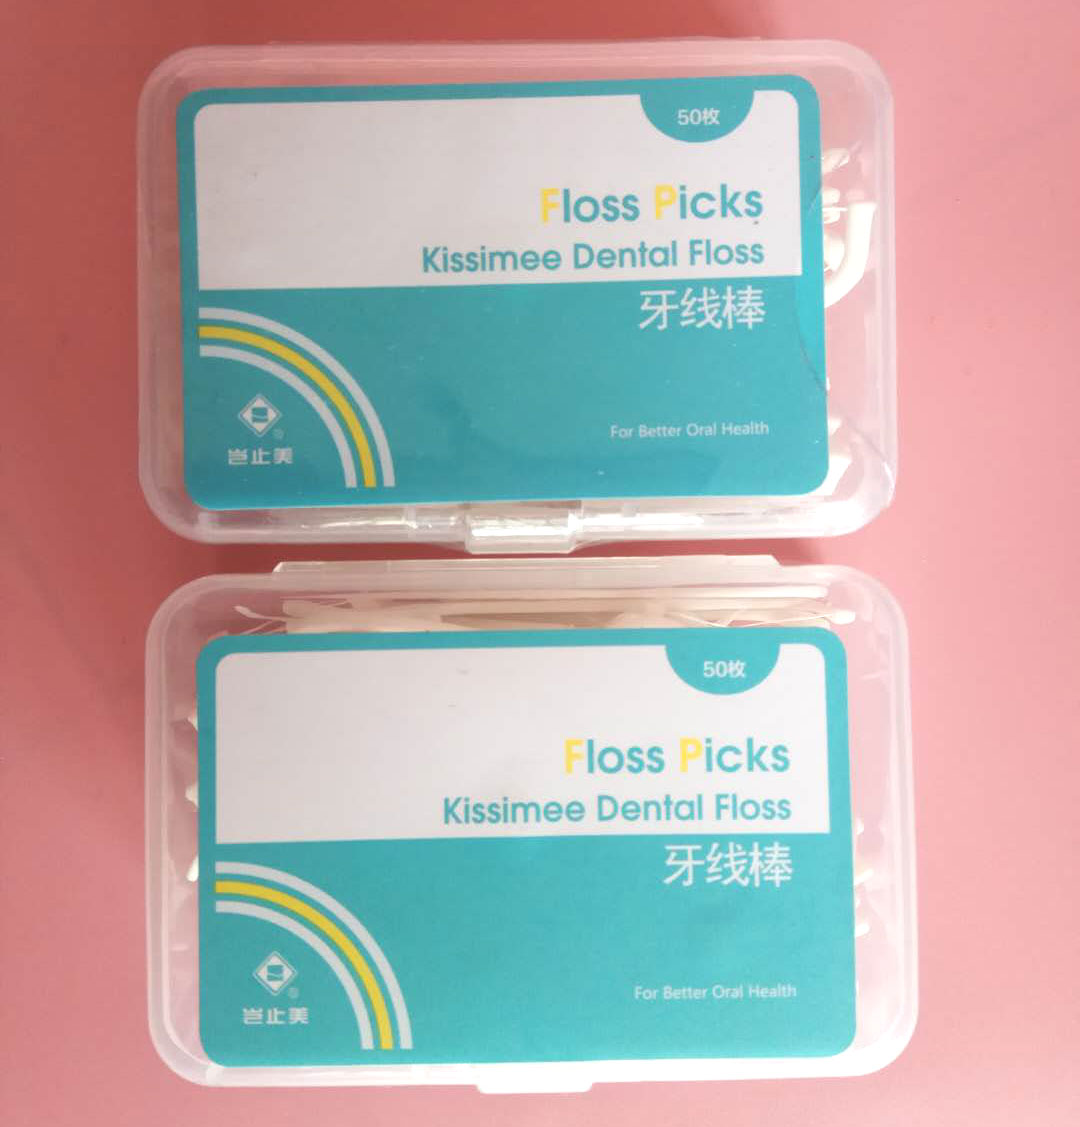 50枚
Floss Picks
Kissimee Dental Floss
牙线棒
For Better Oral Health
岂止美
50枚
Floss Picks
Kissimee Dental Floss
牙线棒
For Better Oral Health
岂止美